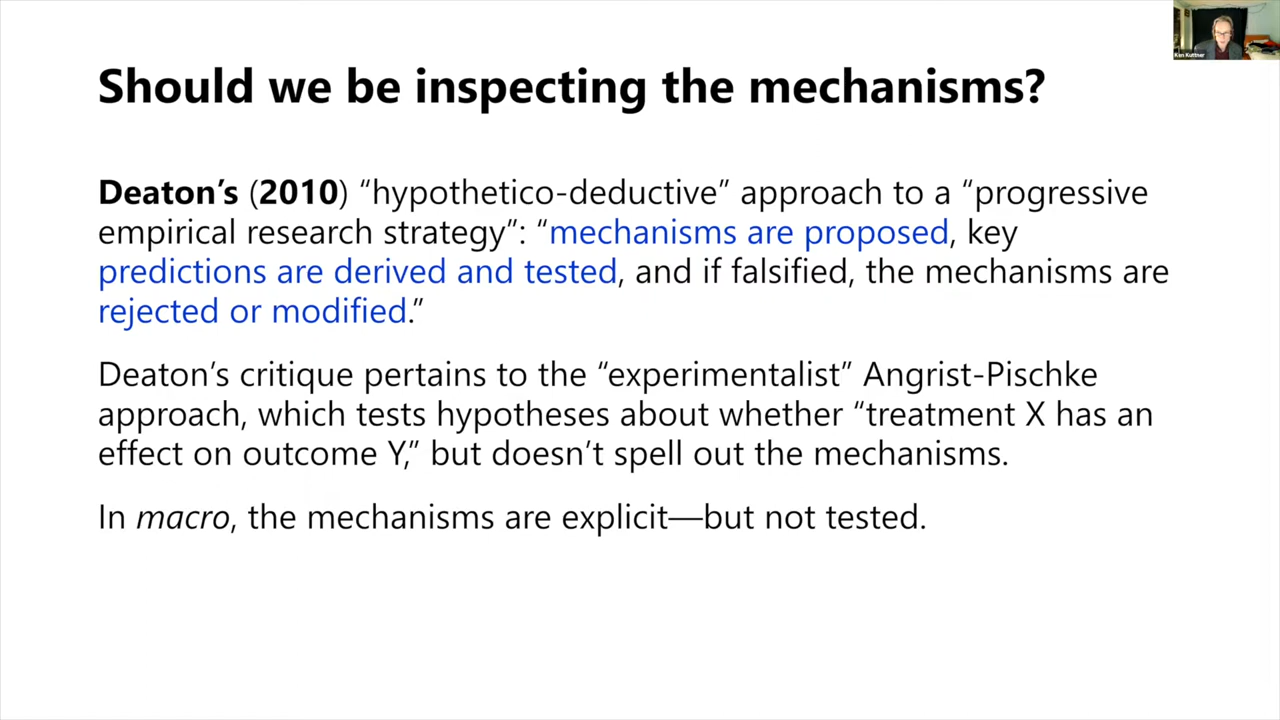 Should we be inspecting the mechanisms?
Deaton’s (2010) “hypothetico-deductive” approach to a “progressive
empirical research strategy”: “mechanisms are proposed, key
predictions are derived and tested, and if falsified, the mechanisms are
rejected or modified.”
Deaton’s critique pertains to the “experimentalist” Angrist-Pischke
approach, which tests hypotheses about whether “treatment X has an
effect on outcome Y,” but doesn’t spell out the mechanisms.
In macro, the mechanisms are explicit—but not tested.
Ken Kuttner